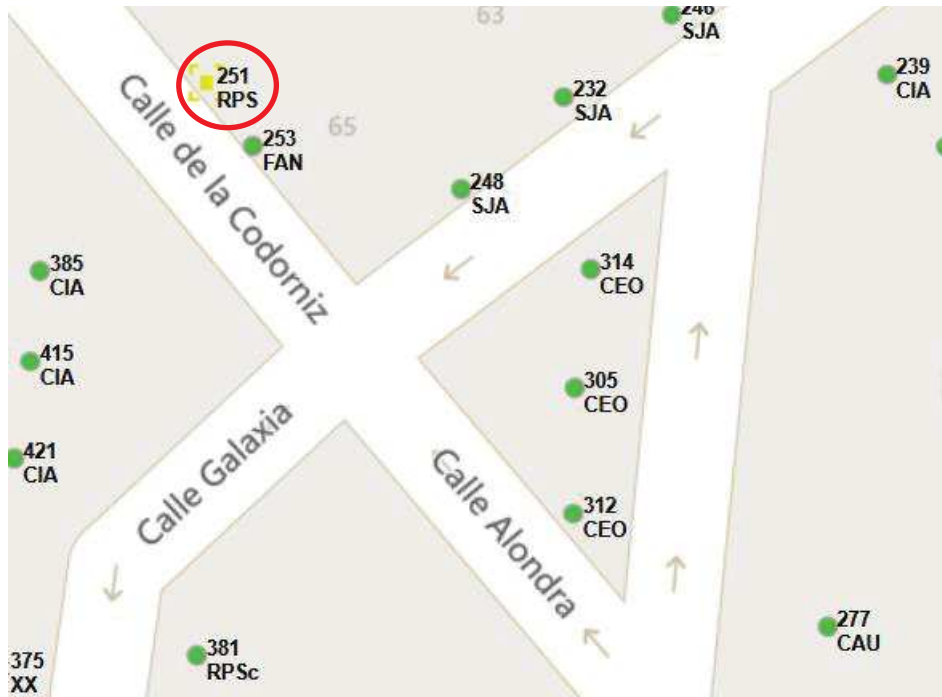 63
246
SJA
251
RPS
232
SJA
239
CIA
65
253
FAN
248
SJA
Calle de la Codorniz
385
CIA
314
CEO
415
CIA
305
CEO
421
CIA
Calle Galaxia
Calle Alondra
312
CEO
277
CAU
381
RPSc
375
XX